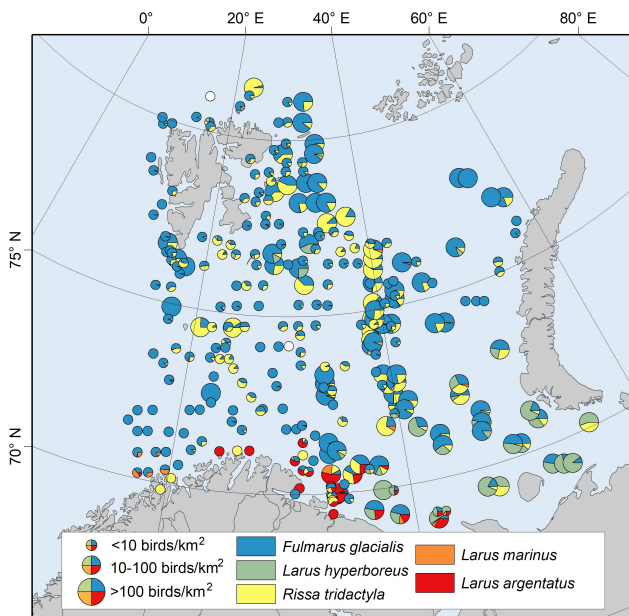 0° 20° E 40° E 60° E 80° E
75° N
70° N
<10 birds/km²
10-100 birds/km²
>100 birds/km²
Fulmarus glacialis
Larus hyperboreus
Rissa tridactyla
Larus marinus
Larus argentatus